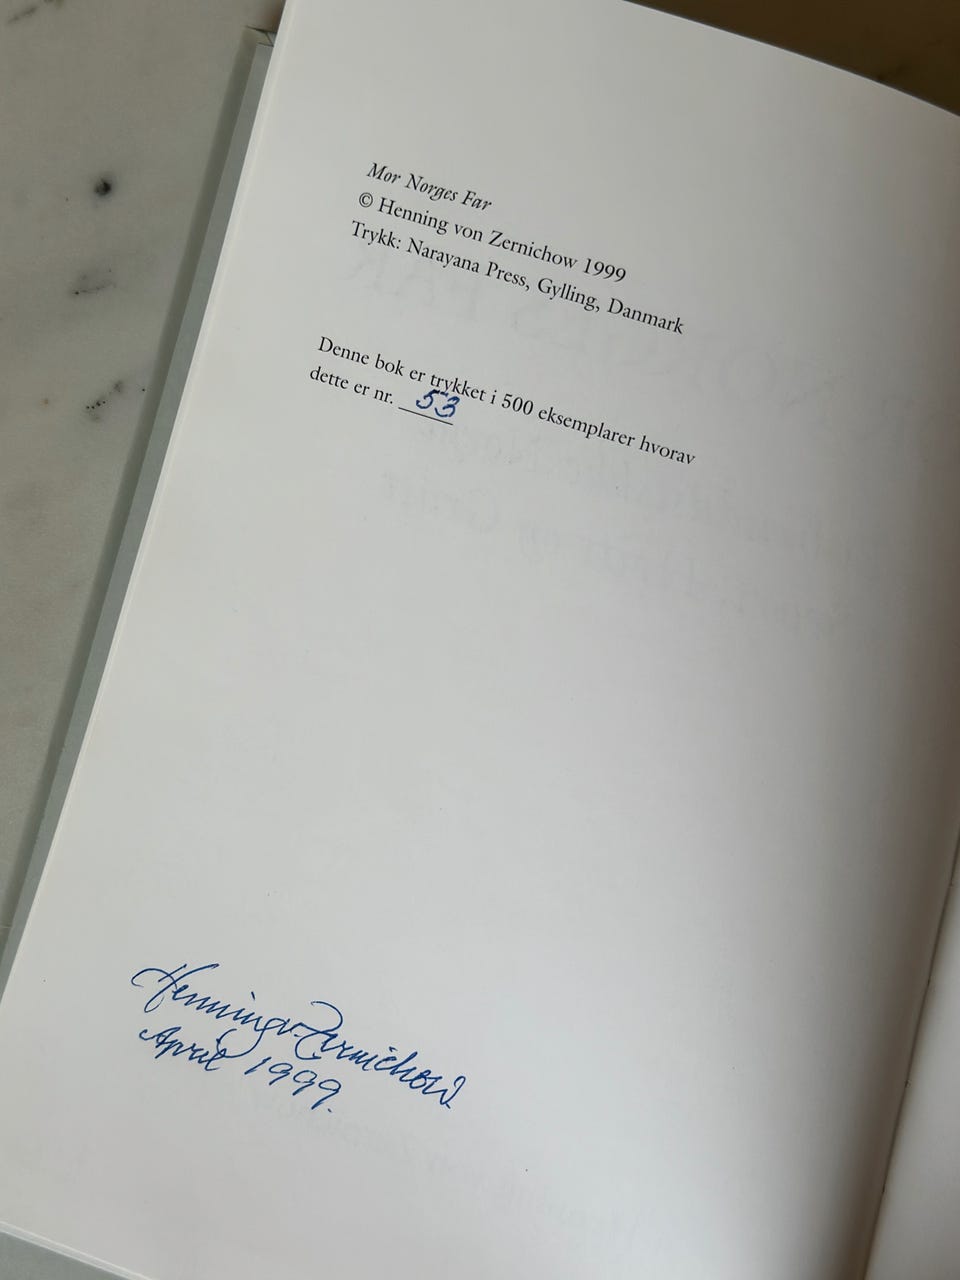 Mor Norges Far
© Henning von Zernichow 1999
Trykk: Narayana Press, Gylling, Danmark
Denne bok er trykket i 500 eksemplarer hvorav
dette er nr. 53
Henning v. Zernichow
April 1999.